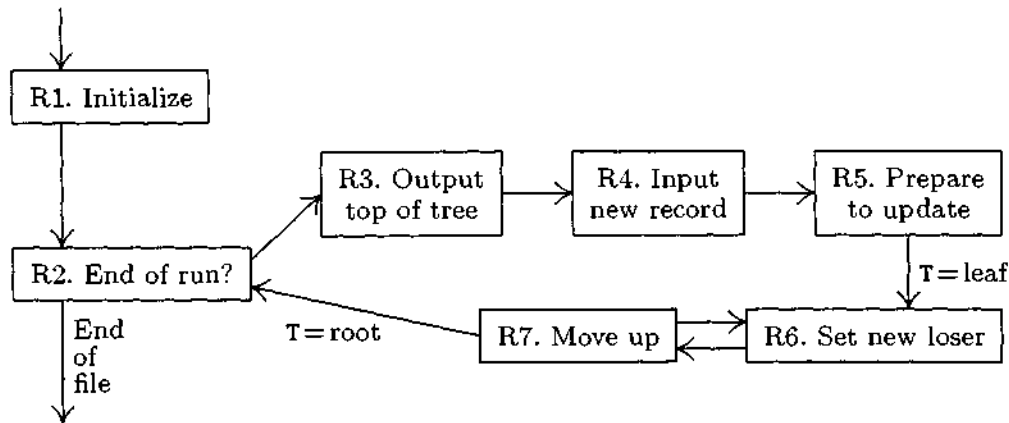 R1. Initialize
R3. Output
top of tree
R4. Input
new record
R5. Prepare
to update
R2. End of run?
T=leaf
End
of
file
T=root
R7. Move up
R6. Set new loser